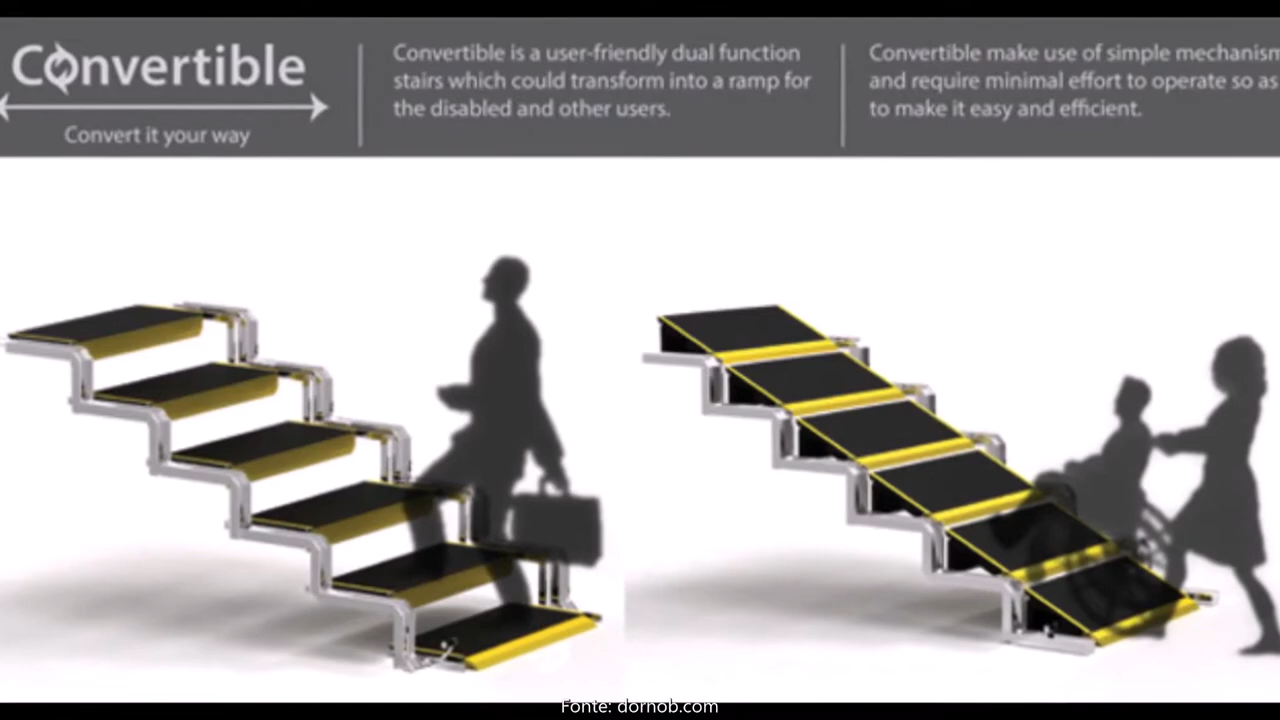 Convertible
Convert it your way
Convertible is a user-friendly dual function
stairs which could transform into a ramp for
the disabled and other users.
Convertible make use of simple mechanism
and require minimal effort to operate so as
to make it easy and efficient.
Fonte: dornob.com